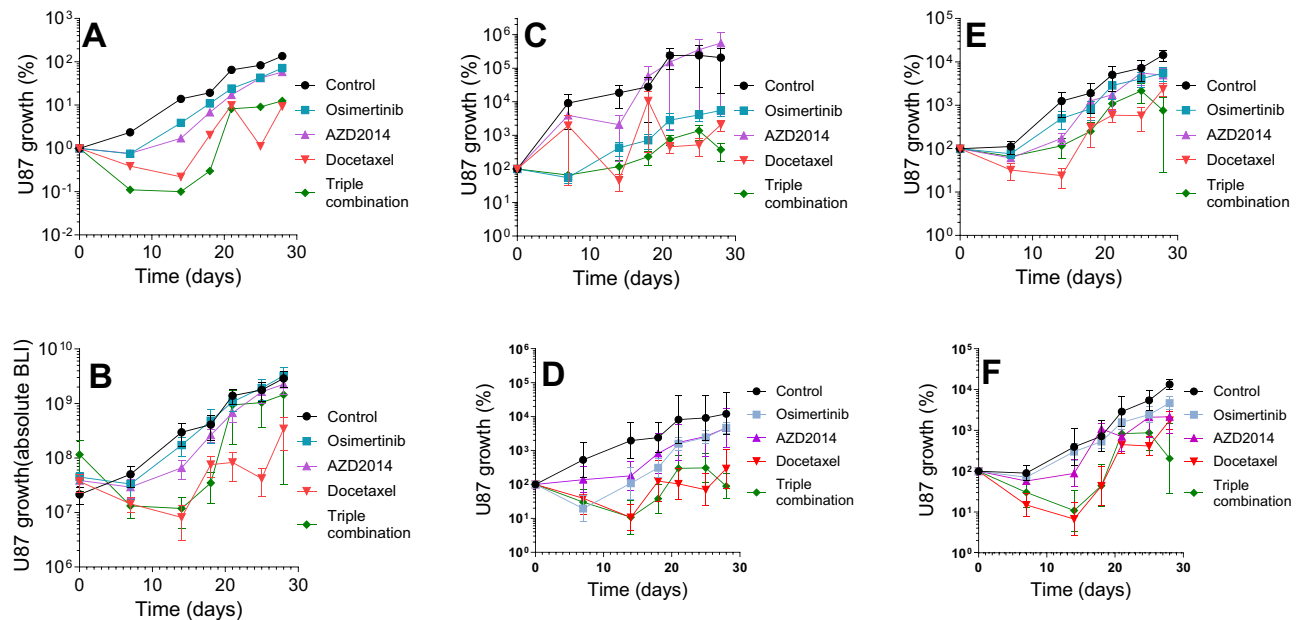 A
U87 growth (%)
10³
10²
10¹
10⁰
10⁻¹
10⁻²
0
10
20
30
Time (days)
Control
Osimertinib
AZD2014
Docetaxel
Triple
combination
C
U87 growth (%)
10⁶
10⁵
10⁴
10³
10²
10¹
10⁰
0
10
20
30
Time (days)
Control
Osimertinib
AZD2014
Docetaxel
Triple
combination
E
U87 growth (%)
10⁵
10⁴
10³
10²
10¹
10⁰
0
10
20
30
Time (days)
Control
Osimertinib
AZD2014
Docetaxel
Triple
combination
B
U87 growth(absolute BLI)
10¹⁰
10⁹
10⁸
10⁷
10⁶
0
10
20
30
Time (days)
Control
Osimertinib
AZD2014
Docetaxel
Triple
combination
D
U87 growth (%)
10⁶
10⁵
10⁴
10³
10²
10¹
10⁰
0
10
20
30
Time (days)
Control
Osimertinib
AZD2014
Docetaxel
Triple
combination
F
U87 growth (%)
10⁵
10⁴
10³
10²
10¹
10⁰
0
10
20
30
Time (days)
Control
Osimertinib
AZD2014
Docetaxel
Triple
combination